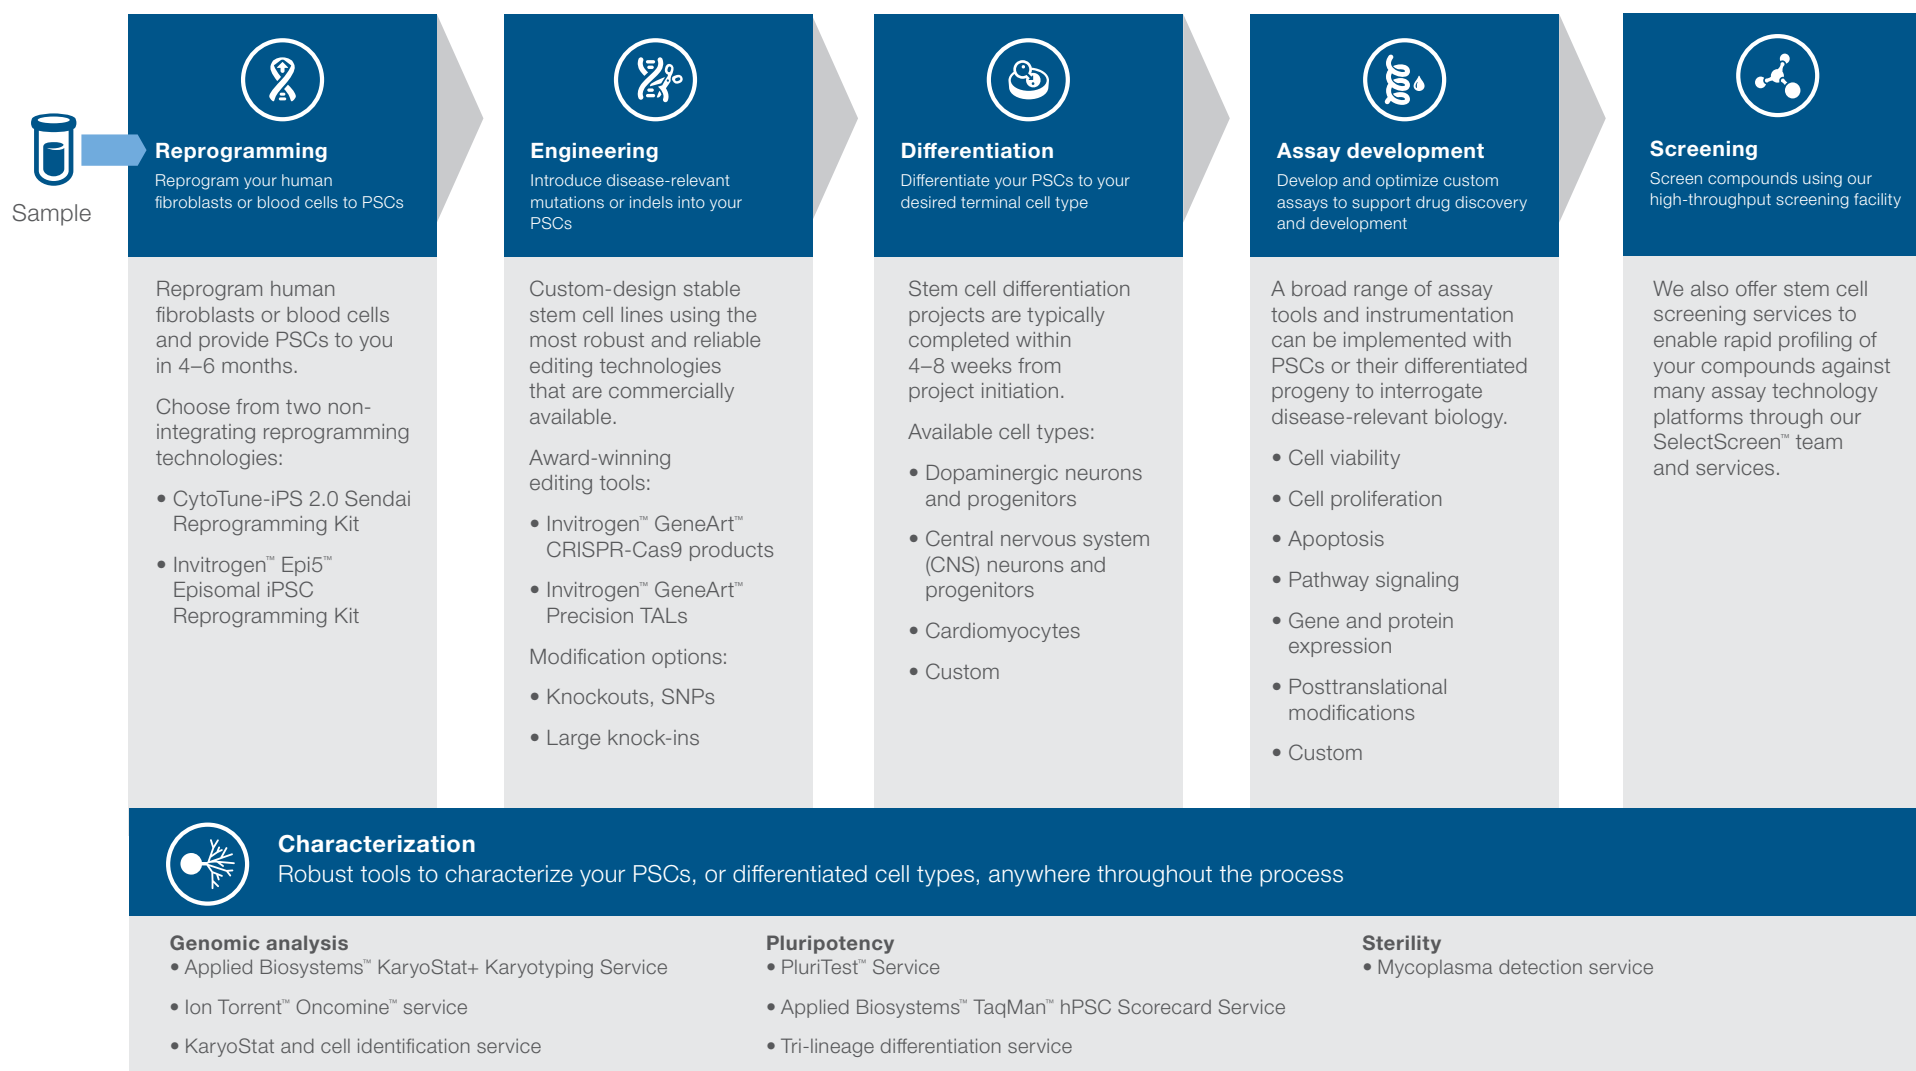 Sample
Reprogramming
Reprogram your human
fibroblasts or blood cells to PSCs
Reprogram human
fibroblasts or blood cells
and provide PSCs to you
in 4–6 months.
Choose from two non-
integrating reprogramming
technologies:
• CytoTune-iPS 2.0 Sendai
Reprogramming Kit
• Invitrogen™ Epi5™
Episomal iPSC
Reprogramming Kit
Engineering
Introduce disease-relevant
mutations or indels into your
PSCs
Custom-design stable
stem cell lines using the
most robust and reliable
editing technologies
that are commercially
available.
Award-winning
editing tools:
• Invitrogen™ GeneArt™
CRISPR-Cas9 products
• Invitrogen™ GeneArt™
Precision TALs
Modification options:
• Knockouts, SNPs
• Large knock-ins
Differentiation
Differentiate your PSCs to your
desired terminal cell type
Stem cell differentiation
projects are typically
completed within
4–8 weeks from
project initiation.
Available cell types:
• Dopaminergic neurons
and progenitors
• Central nervous system
(CNS) neurons and
progenitors
• Cardiomyocytes
• Custom
Assay development
Develop and optimize custom
assays to support drug discovery
and development
A broad range of assay
tools and instrumentation
can be implemented with
PSCs or their differentiated
progeny to interrogate
disease-relevant biology.
• Cell viability
• Cell proliferation
• Apoptosis
• Pathway signaling
• Gene and protein
expression
• Posttranslational
modifications
• Custom
Screening
Screen compounds using our
high-throughput screening facility
We also offer stem cell
screening services to
enable rapid profiling of
your compounds against
many assay technology
platforms through our
SelectScreen™ team
and services.
Characterization
Robust tools to characterize your PSCs, or differentiated cell types, anywhere throughout the process
Genomic analysis
• Applied Biosystems™ KaryoStat+ Karyotyping Service
• Ion Torrent™ Oncomine™ service
• KaryoStat and cell identification service
Pluripotency
• PluriTest™ Service
• Applied Biosystems™ TaqMan™ hPSC Scorecard Service
• Tri-lineage differentiation service
Sterility
• Mycoplasma detection service